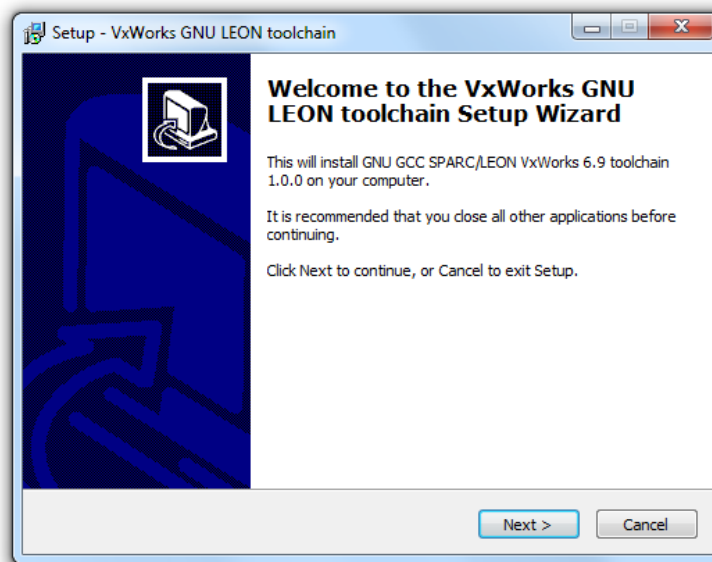 Setup - VxWorks GNU LEON toolchain
Welcome to the VxWorks GNU
LEON toolchain Setup Wizard
This will install GNU GCC SPARC/LEON VxWorks 6.9 toolchain
1.0.0 on your computer.
It is recommended that you close all other applications before
continuing.
Click Next to continue, or Cancel to exit Setup.
Next >
Cancel